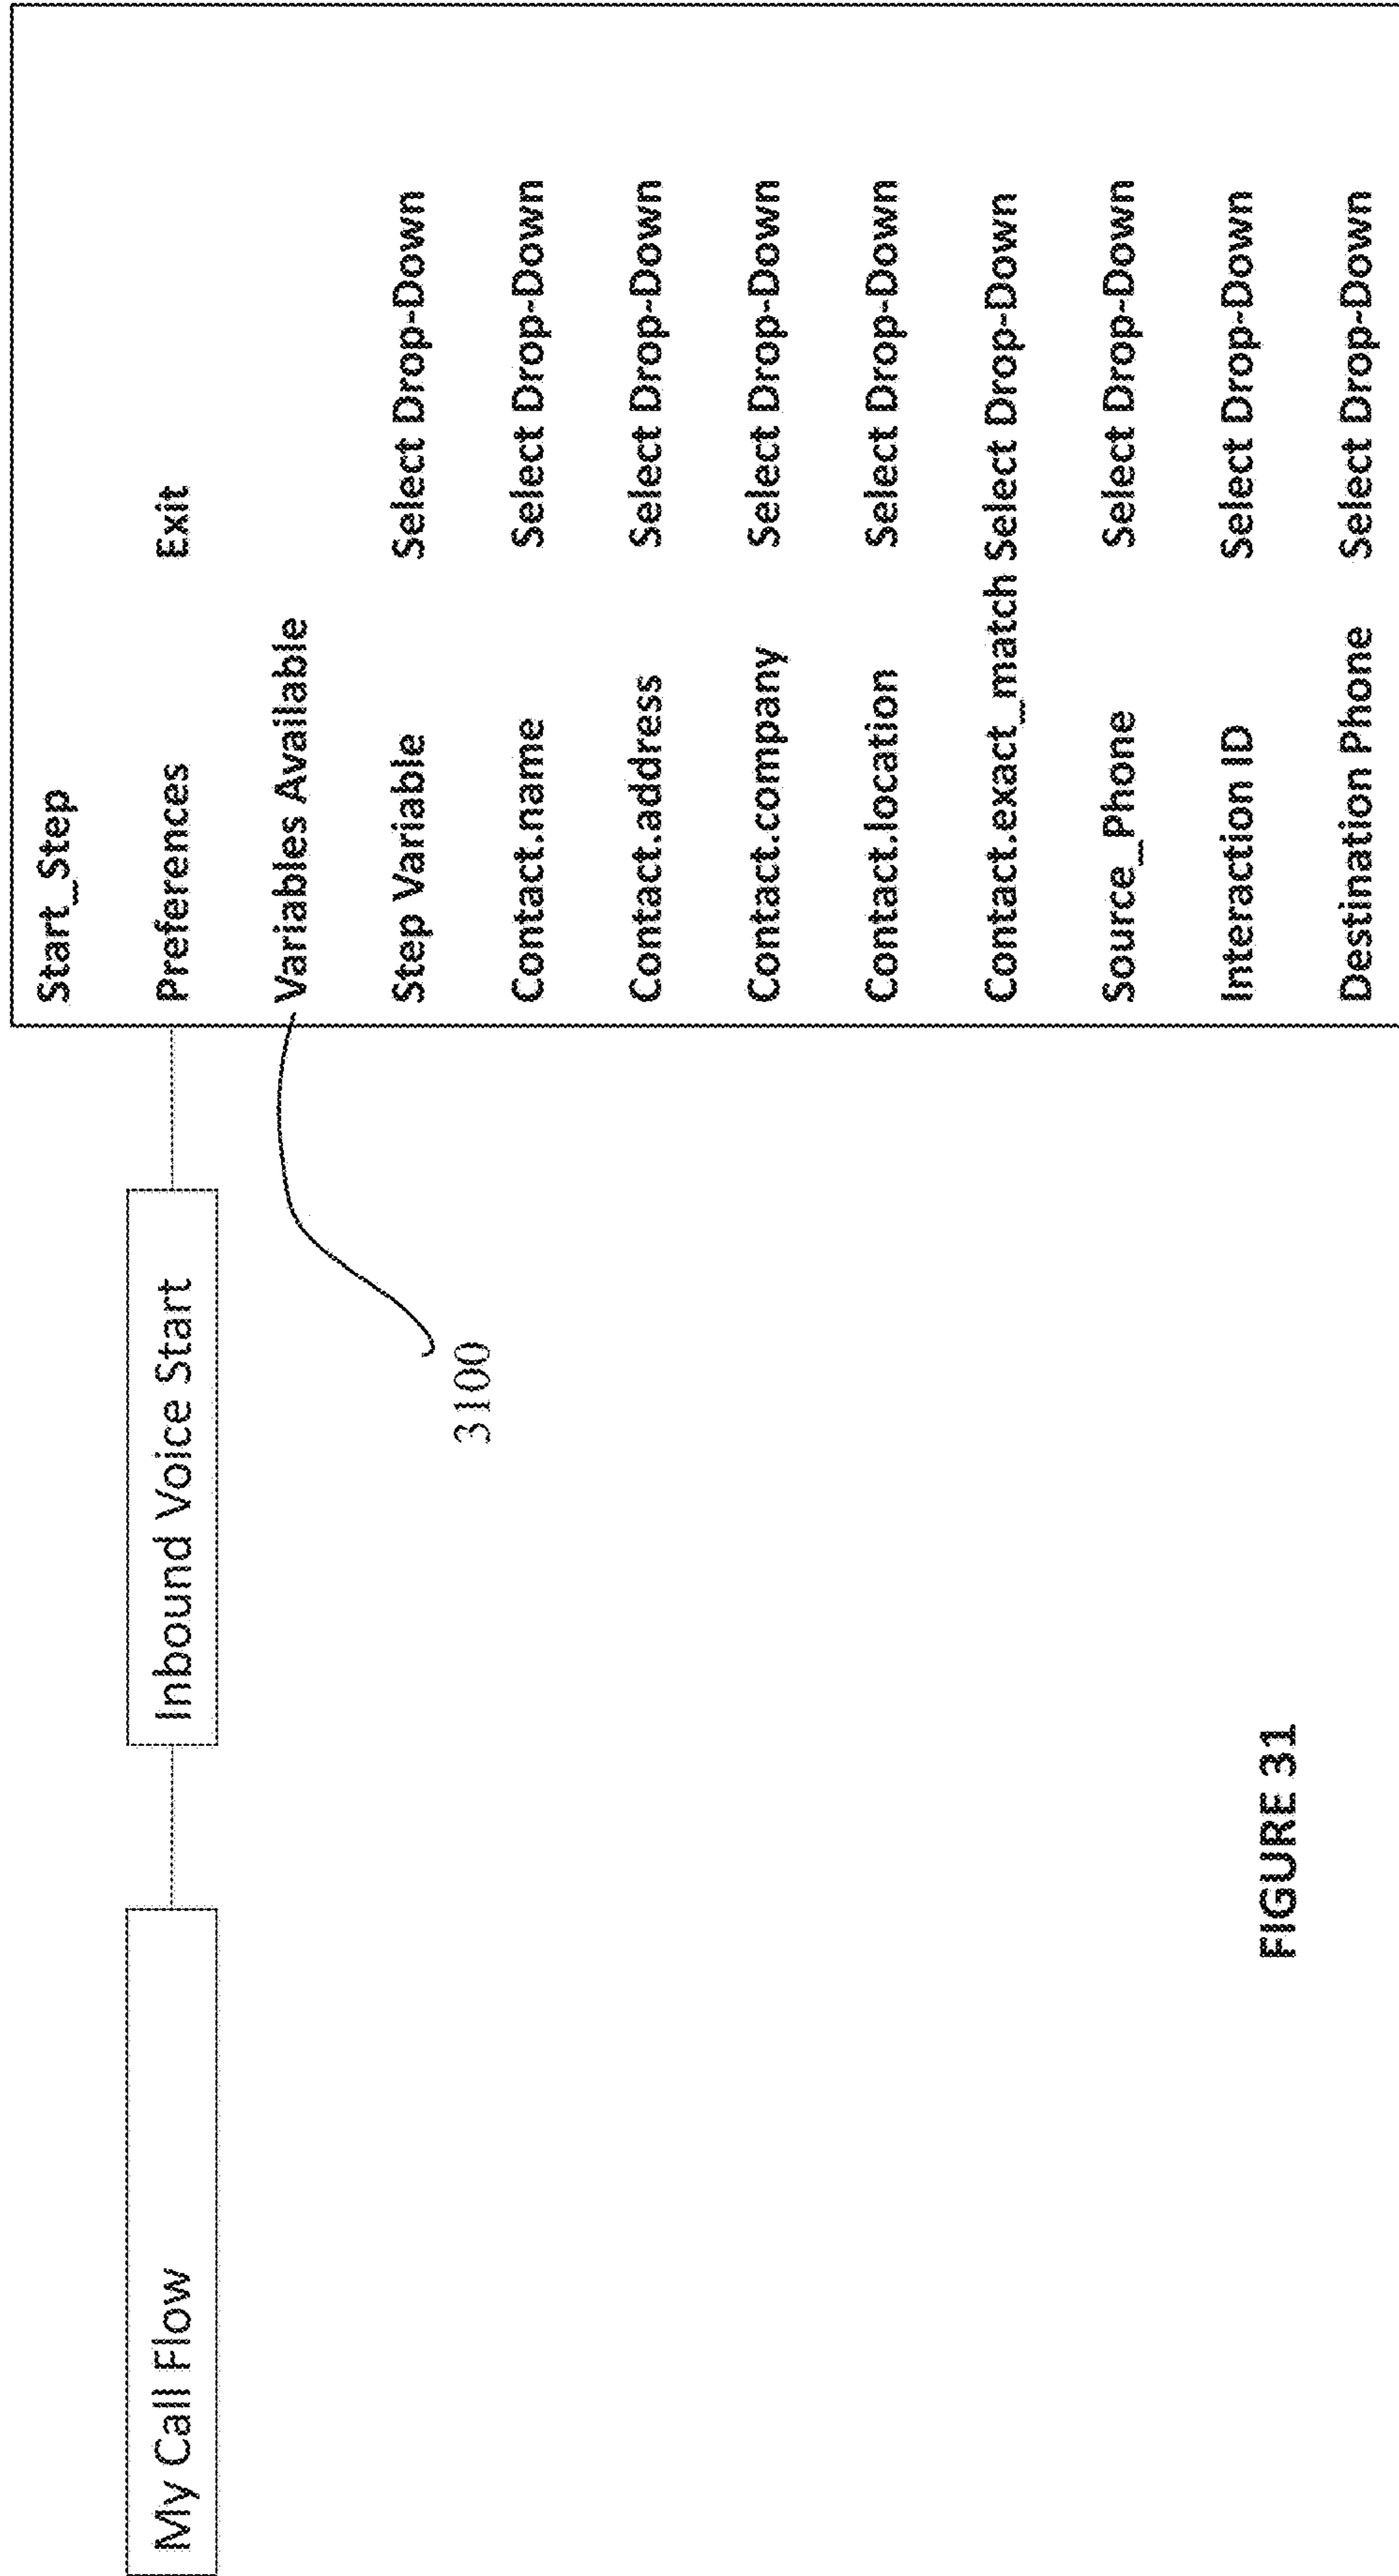 My Call Flow
Inbound Voice Start
3100
Start_Step
Preferences Exit
Variables Available
Step Variable Select Drop-Down
Contact.name Select Drop-Down
Contact.address Select Drop-Down
Contact.company Select Drop-Down
Contact.location Select Drop-Down
Contact.exact_match Select Drop-Down
Source_Phone Select Drop-Down
Interaction ID Select Drop-Down
Destination Phone Select Drop-Down
FIGURE 31